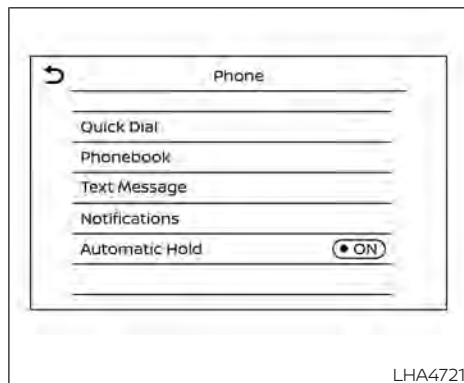 Phone
Quick Dial
Phonebook
Text Message
Notifications
Automatic Hold ON
LHA4721